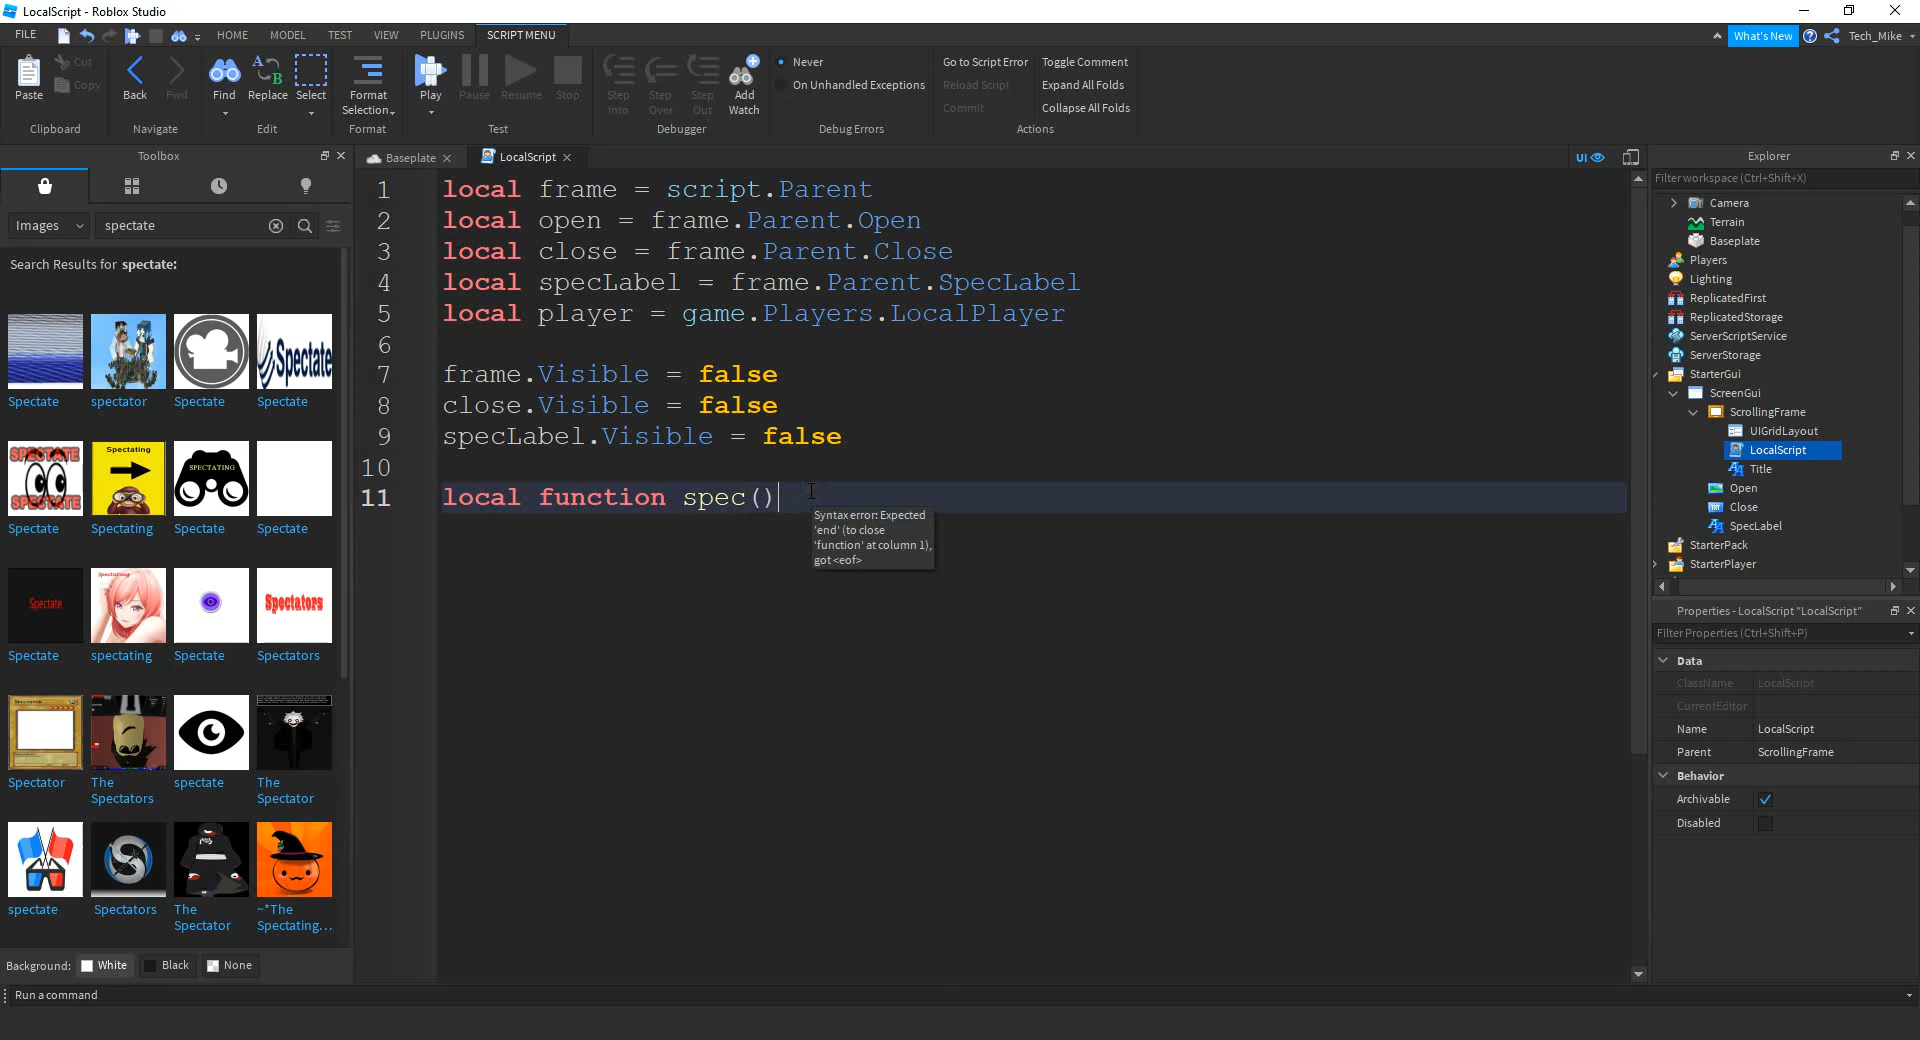 LocalScript - Roblox Studio
FILE HOME MODEL TEST VIEW PLUGINS SCRIPT MENU What's New Tech_Mike
Paste
Cut
Copy
Clipboard
Back
Fwd
Navigate
Find
Replace
Select
Edit
Format
Selection
Format
Play
Pause
Resume
Stop
Test
Step
Into
Step
Over
Step
Out
Add
Watch
Debugger
Never
On Unhandled Exceptions
Debug Errors
Go to Script Error
Reload Script
Commit
Toggle Comment
Expand All Folds
Collapse All Folds
Actions
Toolbox
Images
spectate
Search Results for spectate:
Spectate
Spectate
spectator
Spectate
Spectate
SPECTATE
SPECTATE
Spectating
SPECTATING
Spectate
Spectating
Spectate
Spectate
Spectate
Spectating
Spectators
Spectate
spectating
Spectate
Spectators
Spectator
The
Spectators
spectate
The
Spectator
spectate
Spectators
The
Spectator
~*The
Spectating...
Background: White Black None
Run a command
Baseplate
LocalScript
UI
1 local frame = script.Parent
2 local open = frame.Parent.Open
3 local close = frame.Parent.Close
4 local specLabel = frame.Parent.SpecLabel
5 local player = game.Players.LocalPlayer
6
7 frame.Visible = false
8 close.Visible = false
9 specLabel.Visible = false
10
11 local function spec()
Syntax error: Expected
'end' (to close
'function' at column 1),
got <eof>
Explorer
Filter workspace (Ctrl+Shift+X)
Camera
Terrain
Baseplate
Players
Lighting
ReplicatedFirst
ReplicatedStorage
ServerScriptService
ServerStorage
StarterGui
ScreenGui
ScrollingFrame
UIGridLayout
LocalScript
Title
Open
Close
SpecLabel
StarterPack
StarterPlayer
Properties - LocalScript "LocalScript"
Filter Properties (Ctrl+Shift+P)
Data
ClassName LocalScript
CurrentEditor
Name LocalScript
Parent ScrollingFrame
Behavior
Archivable
Disabled